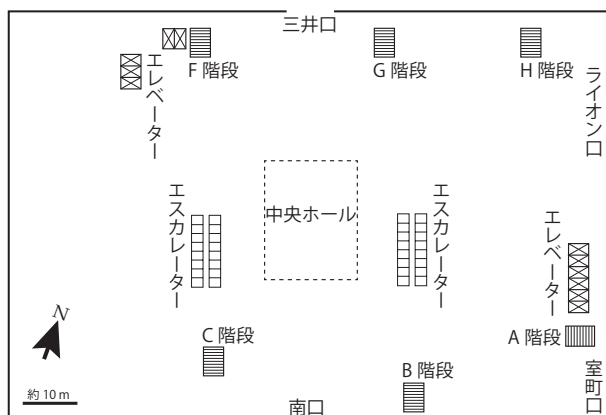 三井口
F 階段
G 階段
H 階段
エレベーター
ライオン口
エスカレーター
中央ホール
エスカレーター
エレベーター
N
C 階段
A 階段
B 階段
室町口
約 10 m
南口